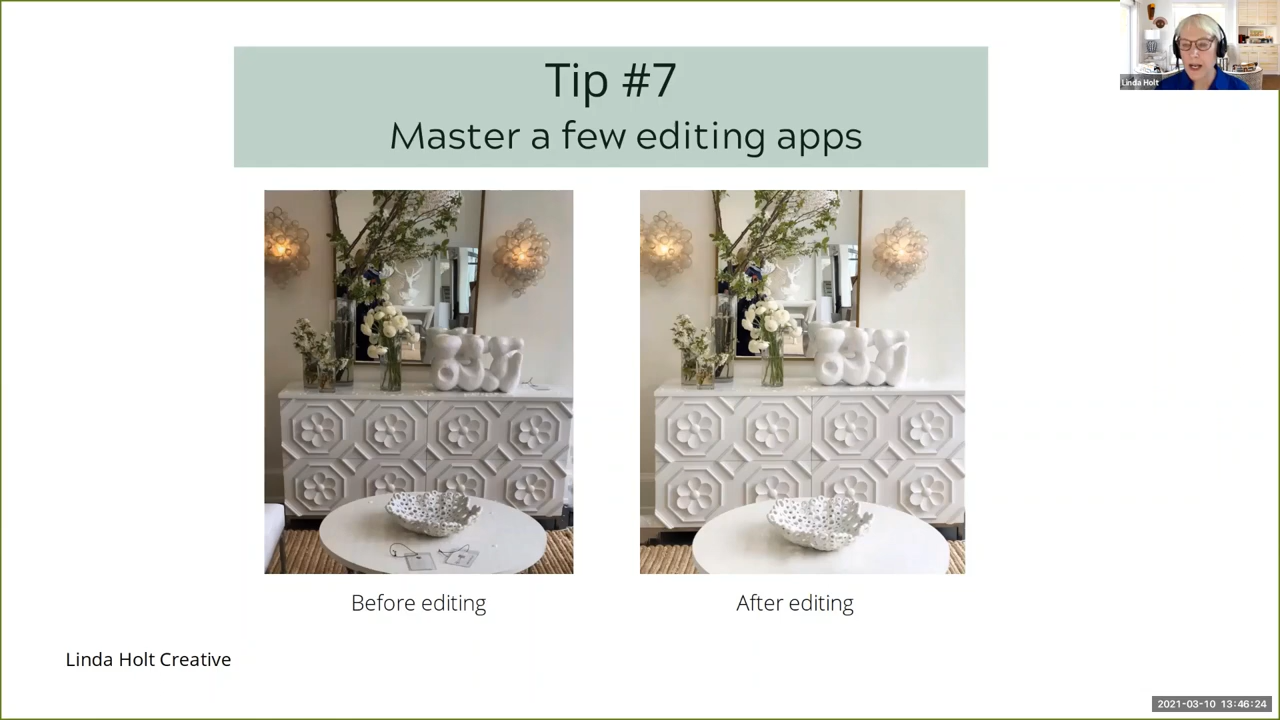 Tip #7
Master a few editing apps
Linda Holt
Before editing
After editing
Linda Holt Creative
2021-03-10 13:46:24